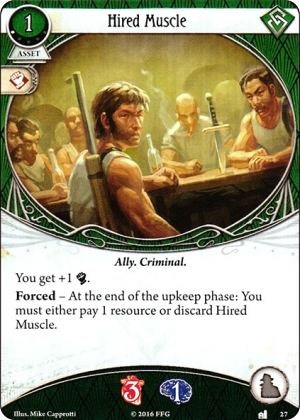 1
Hired Muscle
ASSET
Ally. Criminal.
You get +1
Forced – At the end of the upkeep phase: You
must either pay 1 resource or discard Hired
Muscle.
3
1
Illus. Mike Capprotti
© 2016 FFG
27